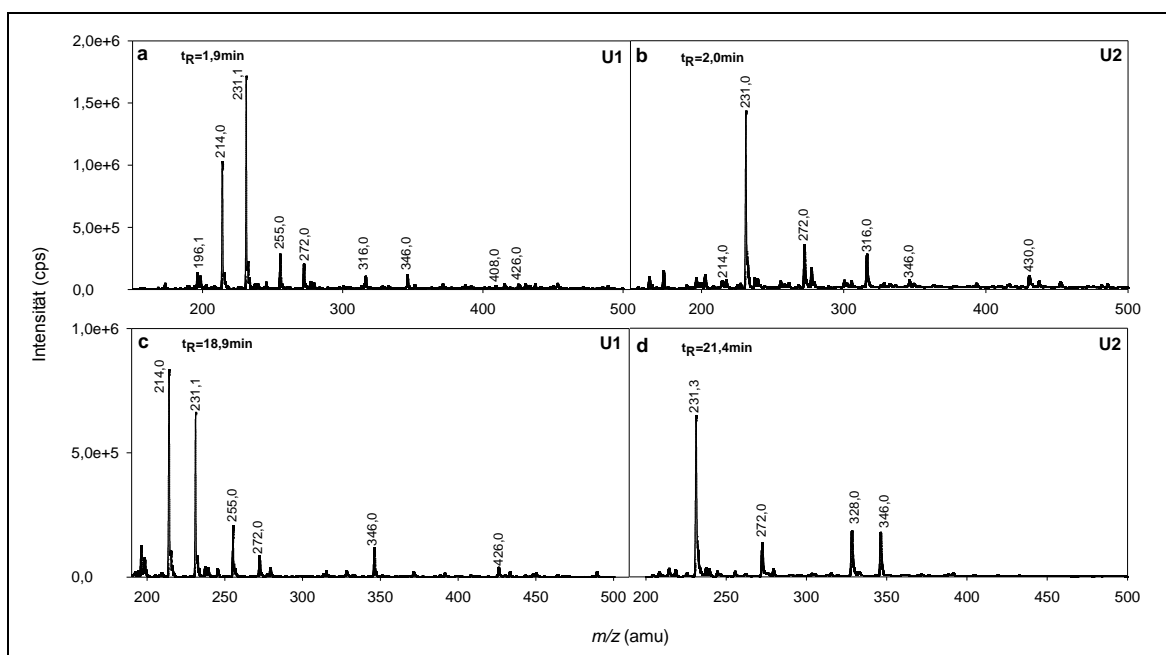 Intensität (cps)
2,0e+6
1,5e+6
1,0e+6
5,0e+5
0,0
a
tR=1,9min
U1
196,1
214,0
231,1
255,0
272,0
316,0
346,0
408,0
426,0
200
300
400
500
b
tR=2,0min
U2
214,0
231,0
272,0
316,0
346,0
430,0
200
300
400
500
1,0e+6
5,0e+5
0,0
c
tR=18,9min
U1
214,0
231,1
255,0
272,0
346,0
426,0
200
250
300
350
400
450
500
d
tR=21,4min
U2
231,3
272,0
328,0
346,0
200
250
300
350
400
450
500
m/z (amu)